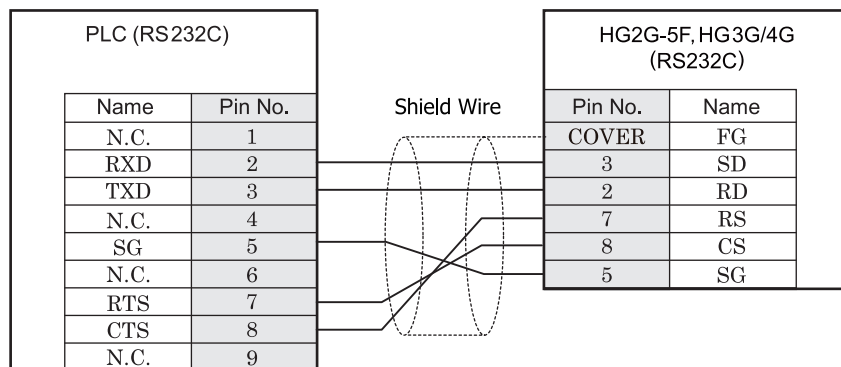 PLC (RS232C)
HG2G-5F, HG3G/4G
(RS232C)
Name Pin No.
Shield Wire
Pin No. Name
N.C. 1
COVER FG
RXD 2
3 SD
TXD 3
2 RD
N.C. 4
7 RS
SG 5
8 CS
N.C. 6
5 SG
RTS 7
CTS 8
N.C. 9